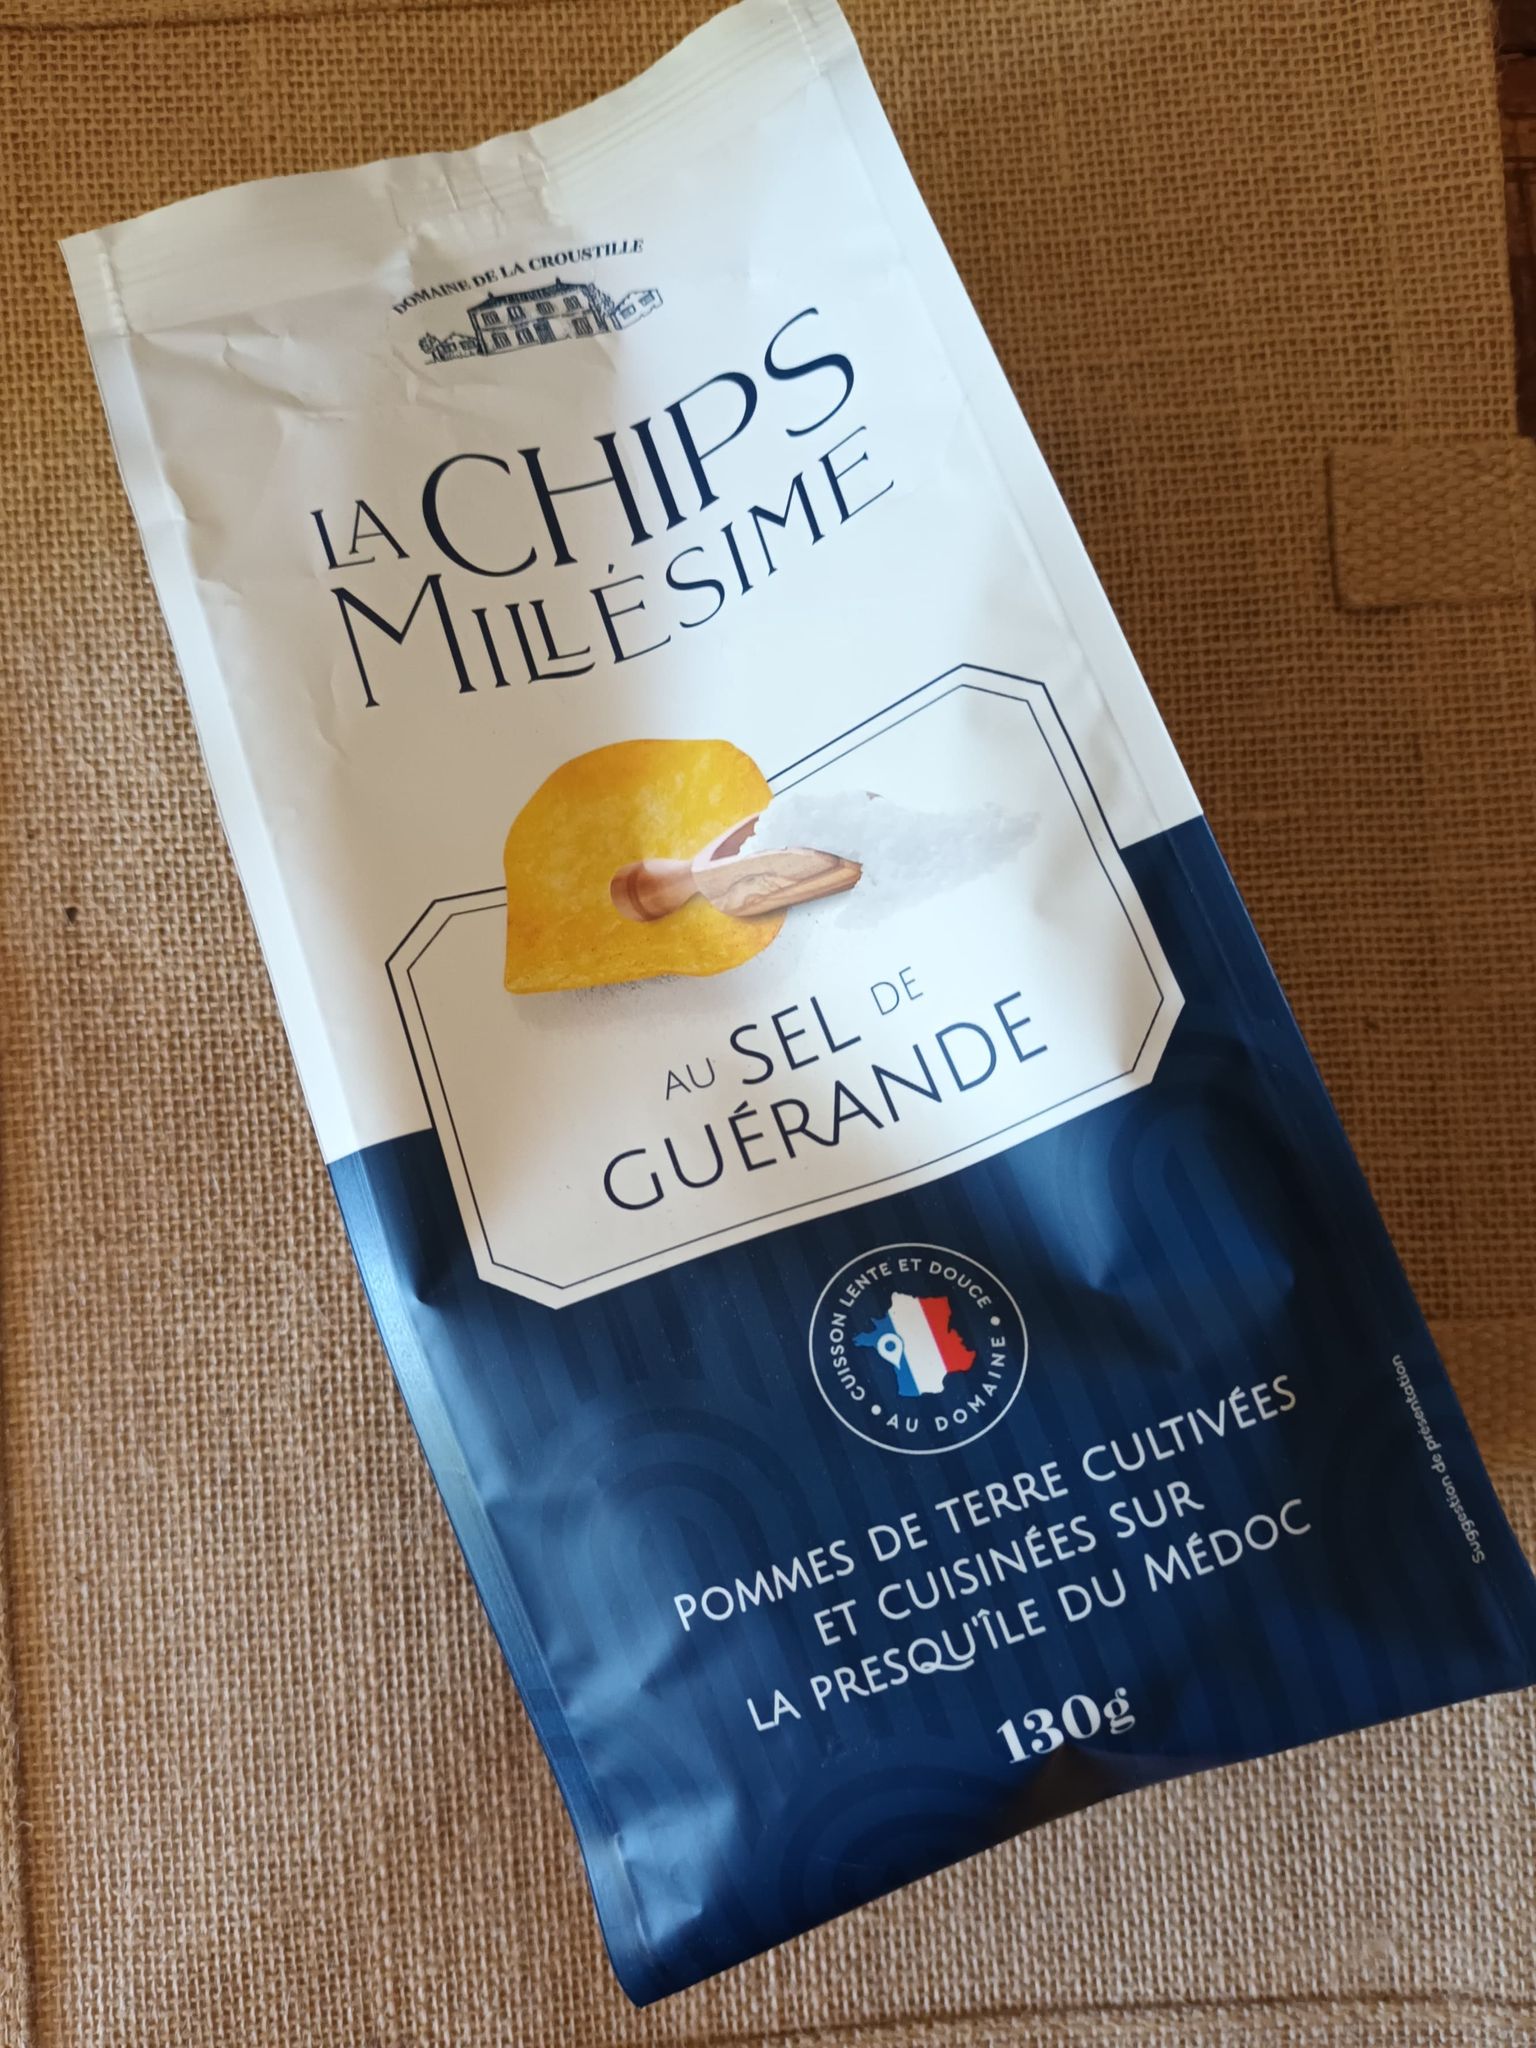 DOMAINE DE LA CROUSTILLE
LA CHIPS
MILLÉSIME
AU SEL DE
GUÉRANDE
CUISSON LENTE ET DOUCE
• AU DOMAINE •
POMMES DE TERRE CULTIVÉES
ET CUISINÉES SUR
LA PRESQU'ÎLE DU MÉDOC
130g
Suggestion de présentation